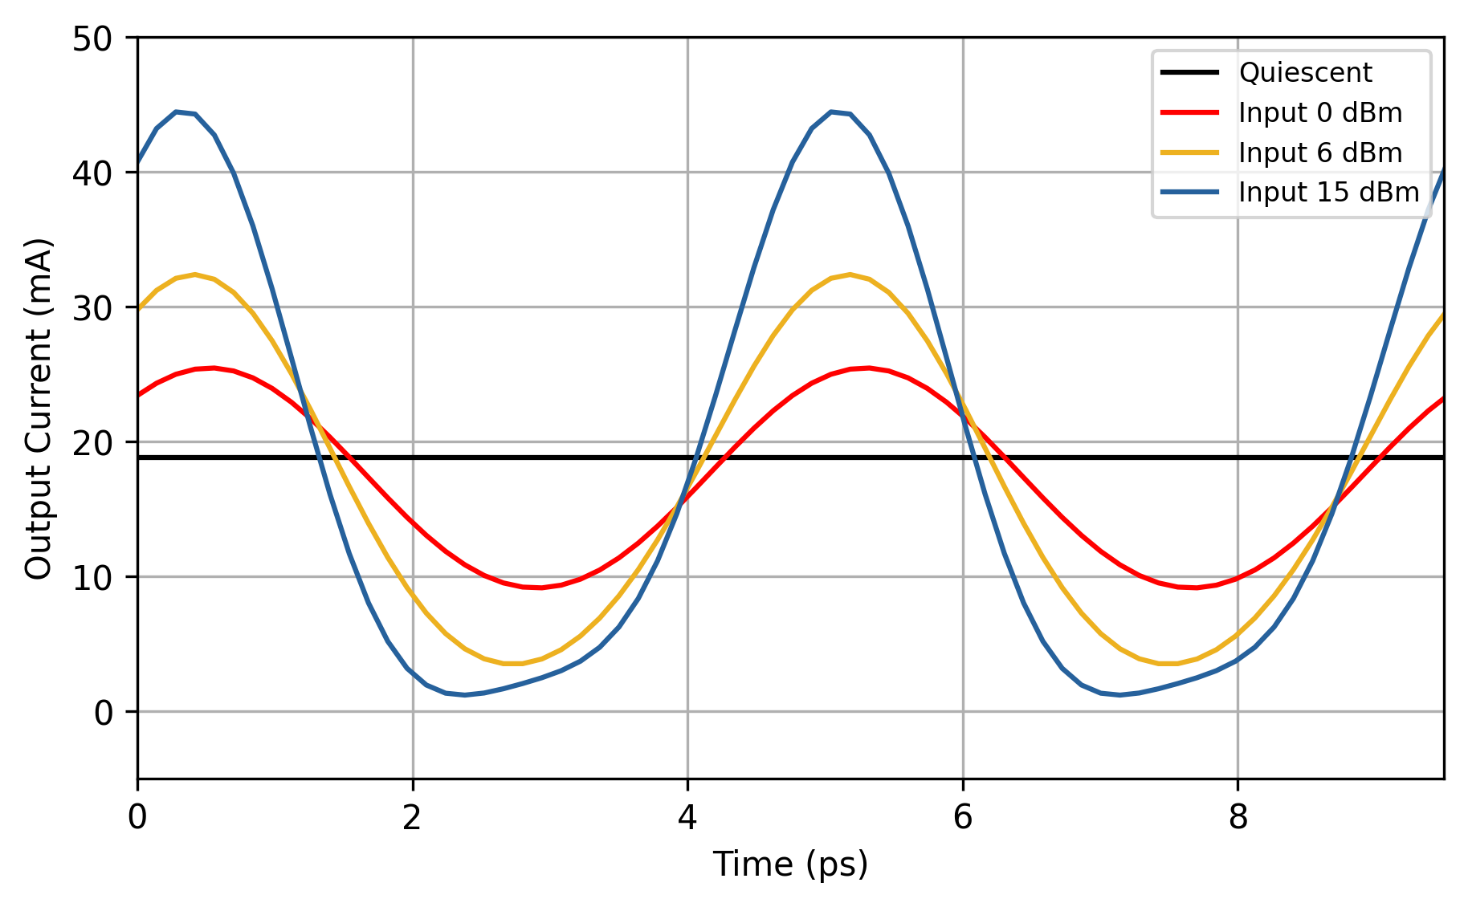 50
40
30
20
10
0
Output Current (mA)
Quiescent
Input 0 dBm
Input 6 dBm
Input 15 dBm
0 2 4 6 8
Time (ps)